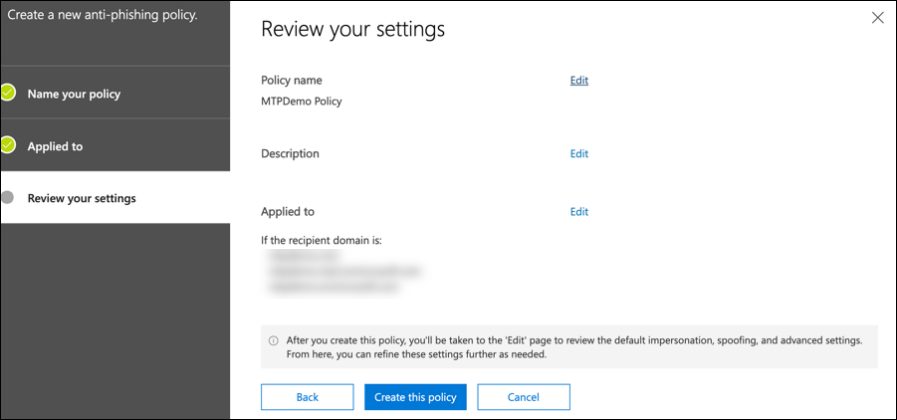 Create a new anti-phishing policy.
Name your policy
Applied to
Review your settings
Review your settings
Policy name
Edit
MTPDemo Policy
Description
Edit
Applied to
Edit
If the recipient domain is:
After you create this policy, you'll be taken to the 'Edit' page to review the default impersonation, spoofing, and advanced settings.
From here, you can refine these settings further as needed.
Back
Create this policy
Cancel